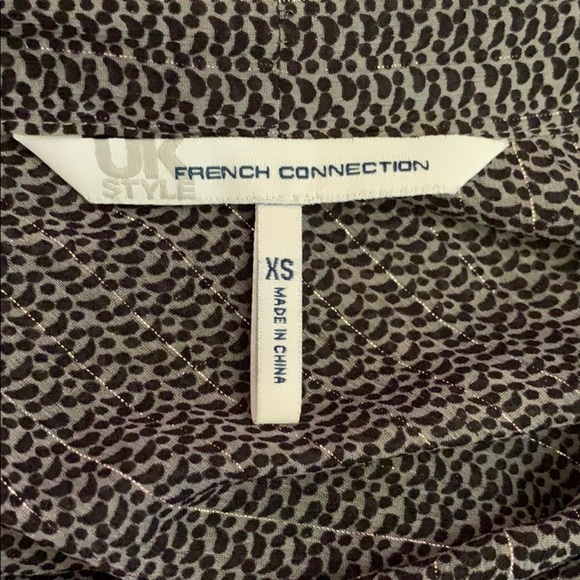 UK
STYLE
FRENCH CONNECTION
XS
MADE IN CHINA